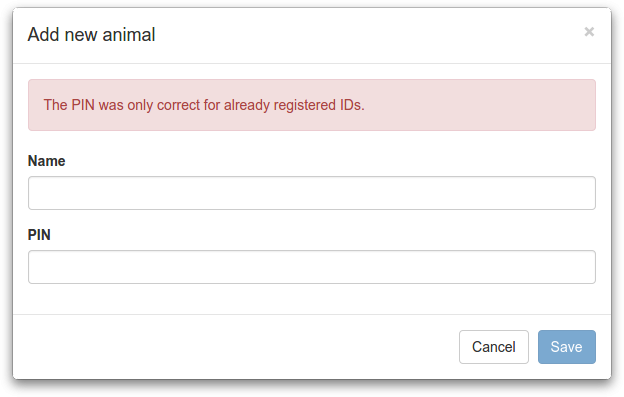 Add new animal ×
The PIN was only correct for already registered IDs.
Name
PIN
Cancel Save